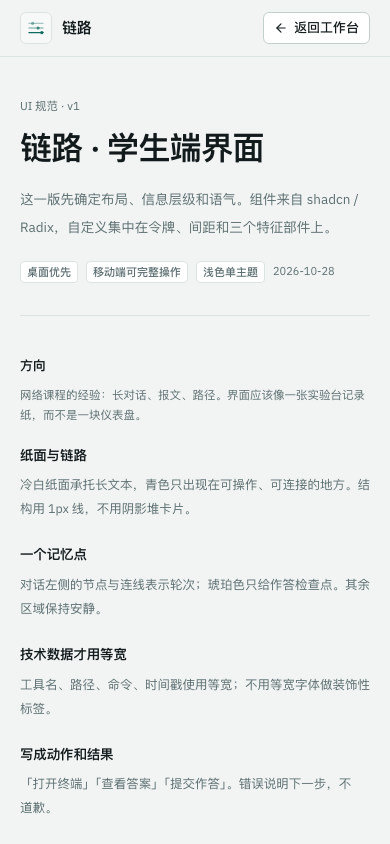 链路
← 返回工作台
UI 规范 · v1
链路 · 学生端界面
这一版先确定布局、信息层级和语气。组件来自 shadcn /
Radix，自定义集中在令牌、间距和三个特征部件上。
桌面优先 移动端可完整操作 浅色单主题 2026-10-28
方向
网络课程的经验：长对话、报文、路径。界面应该像一张实验台记录
纸，而不是一块仪表盘。
纸面与链路
冷白纸面承托长文本，青色只出现在可操作、可连接的地方。结
构用 1px 线，不用阴影堆卡片。
一个记忆点
对话左侧的节点与连线表示轮次；琥珀色只给作答检查点。其余
区域保持安静。
技术数据才用等宽
工具名、路径、命令、时间戳使用等宽；不用等宽字体做装饰性
标签。
写成动作和结果
「打开终端」「查看答案」「提交作答」。错误说明下一步，不
道歉。